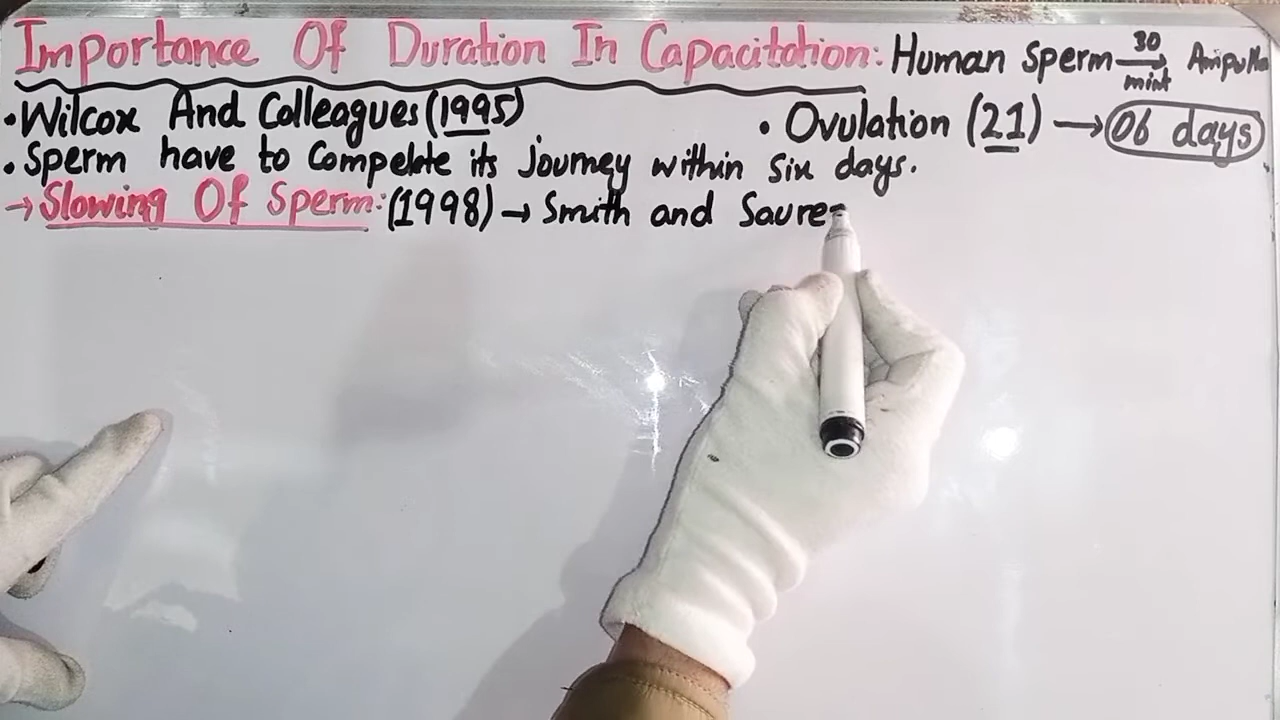 Importance Of Duration In Capacitation: Human Sperm 30 mint → Ampulla
•Wilcox And Colleagues (1995) • Ovulation (21) → 06 days
• Sperm have to Compelete its journey within six days.
→ Slowing Of Sperm: (1998) → Smith and Saure